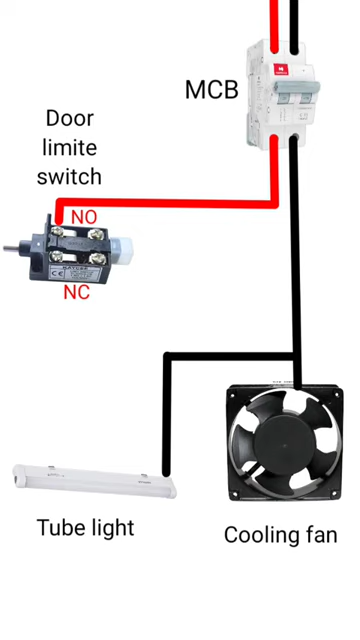 MCB
Door
limite
switch
NO
NC
Tube light
Cooling fan